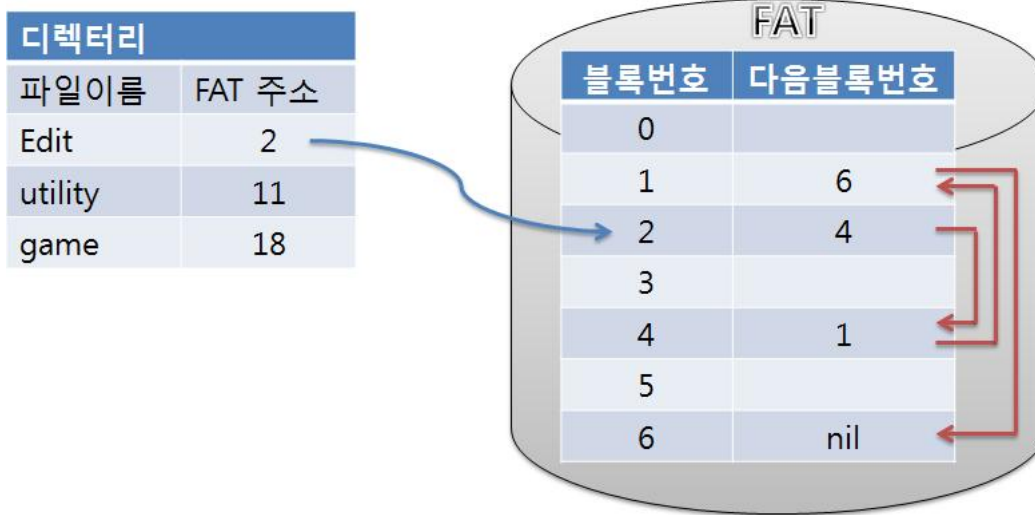 디렉터리
파일이름 FAT 주소
Edit 2
utility 11
game 18
FAT
블록번호 다음블록번호
0
1 6
2 4
3
4 1
5
6 nil